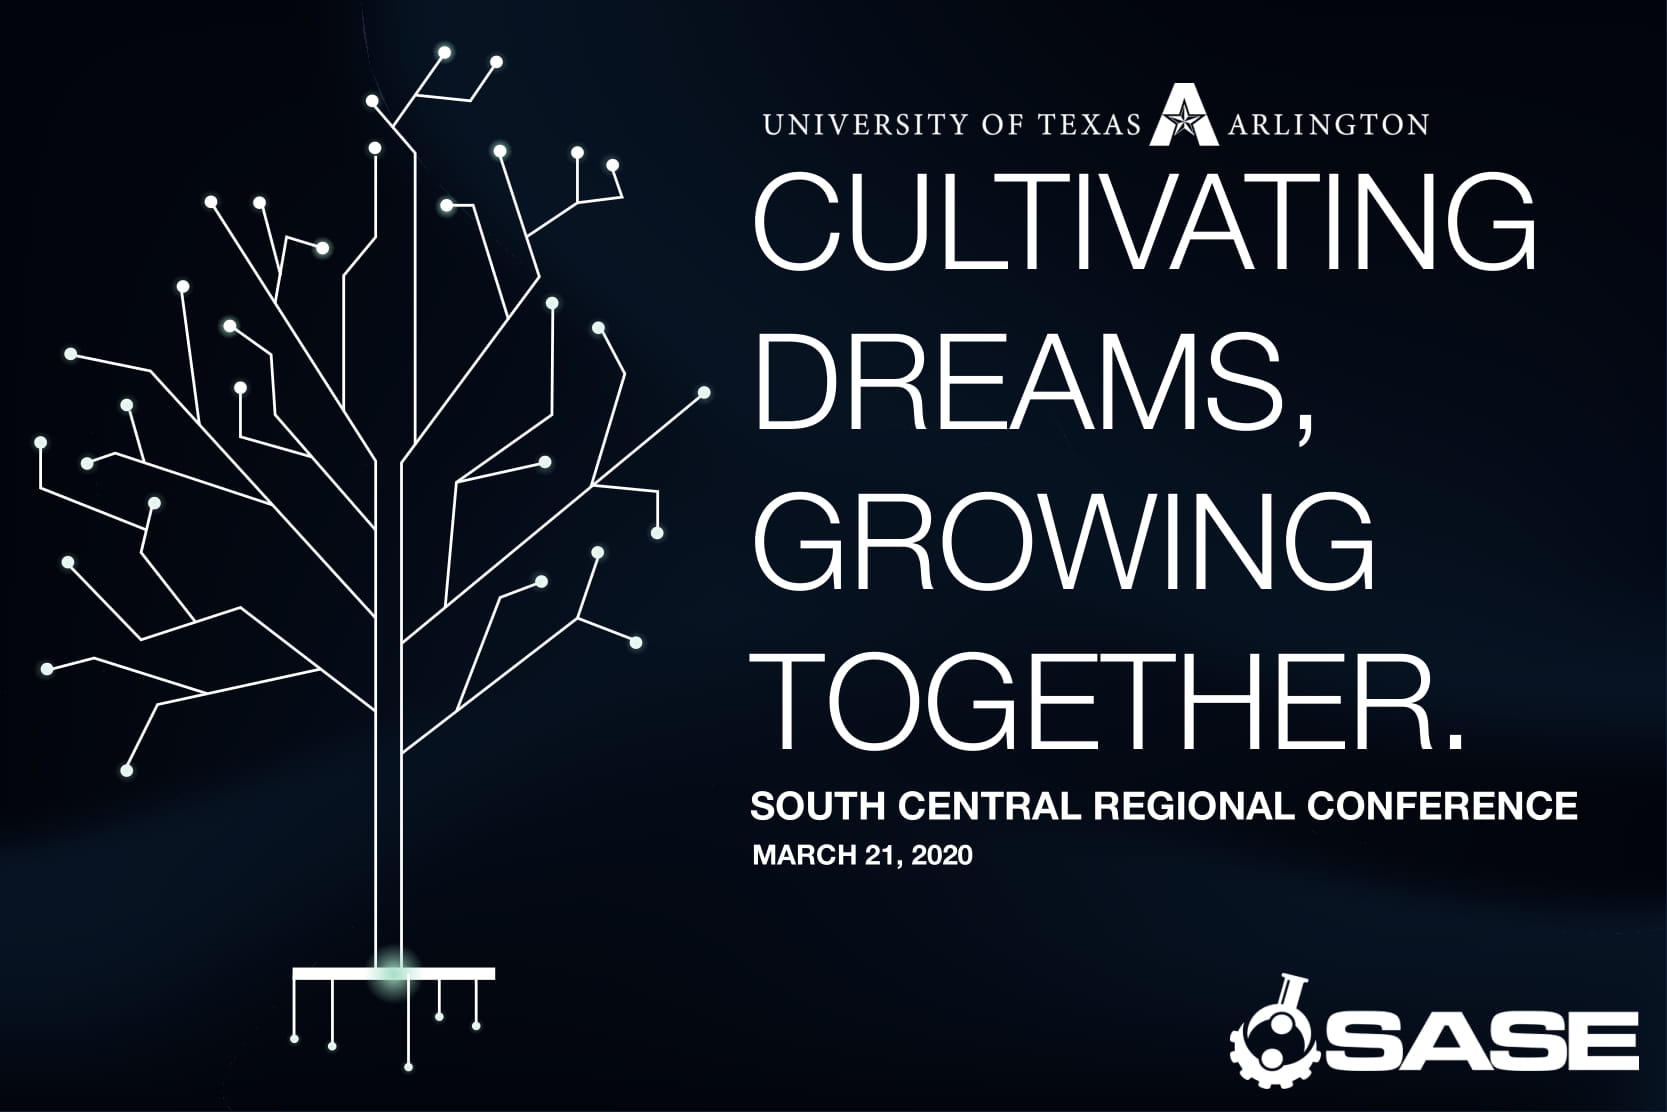 UNIVERSITY OF TEXAS A ARLINGTON
CULTIVATING
DREAMS,
GROWING
TOGETHER.
SOUTH CENTRAL REGIONAL CONFERENCE
MARCH 21, 2020
SASE